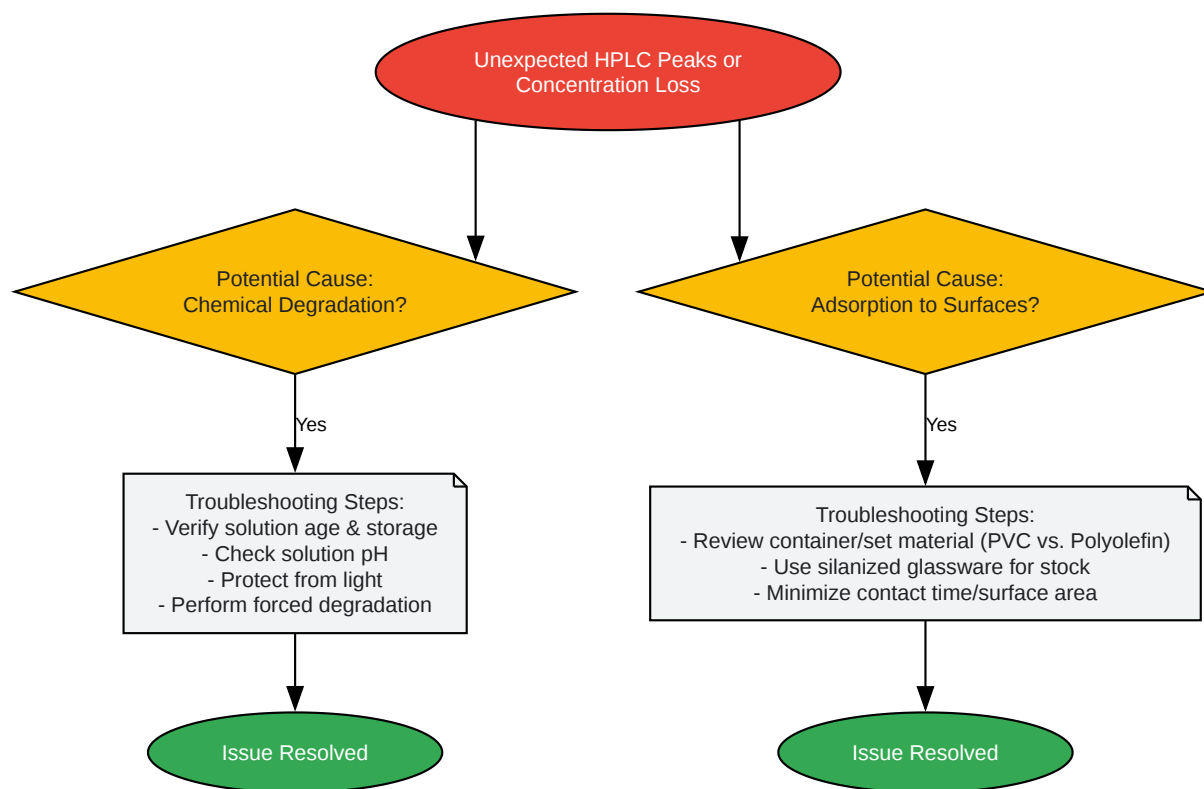 Unexpected HPLC Peaks or
Concentration Loss
Potential Cause:
Chemical Degradation?
Potential Cause:
Adsorption to Surfaces?
Yes
Yes
Troubleshooting Steps:
- Verify solution age & storage
- Check solution pH
- Protect from light
- Perform forced degradation
Troubleshooting Steps:
- Review container/set material (PVC vs. Polyolefin)
- Use silanized glassware for stock
- Minimize contact time/surface area
Issue Resolved
Issue Resolved